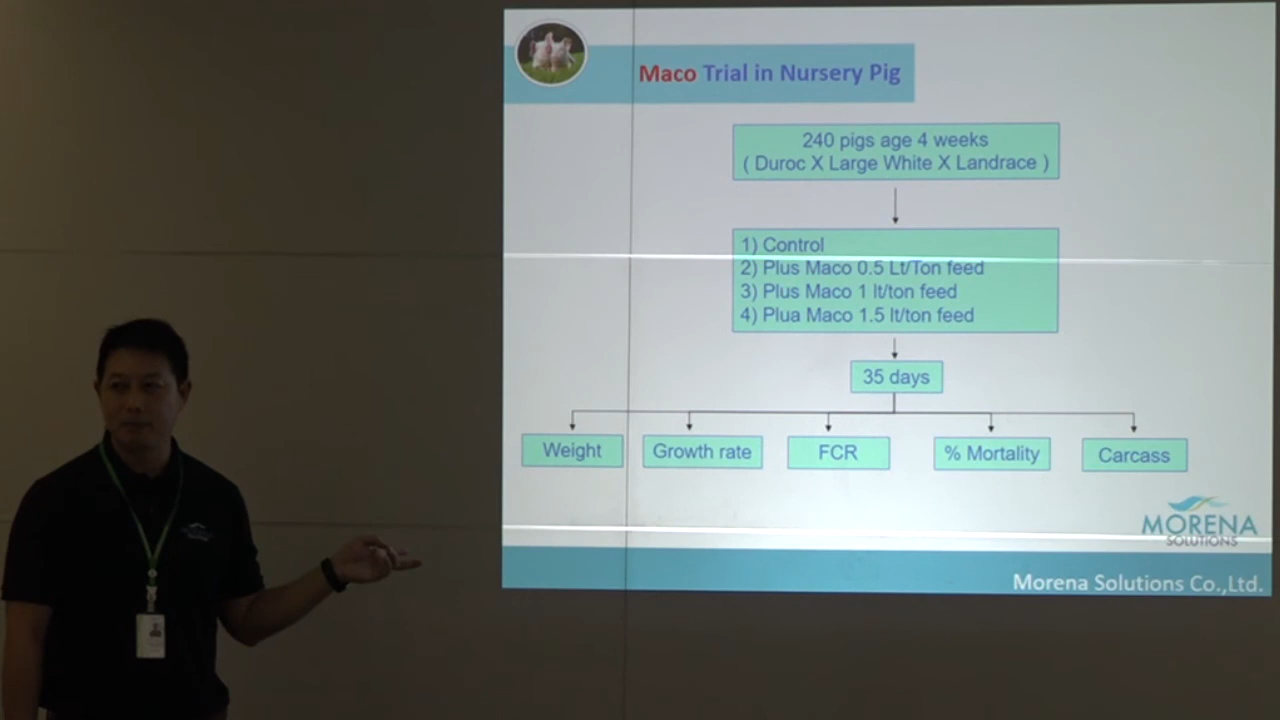 Maco Trial in Nursery Pig
240 pigs age 4 weeks
( Duroc X Large White X Landrace )
1) Control
2) Plus Maco 0.5 Lt/Ton feed
3) Plus Maco 1 lt/ton feed
4) Plua Maco 1.5 lt/ton feed
35 days
Weight
Growth rate
FCR
% Mortality
Carcass
MORENA
SOLUTIONS
Morena Solutions Co.,Ltd.